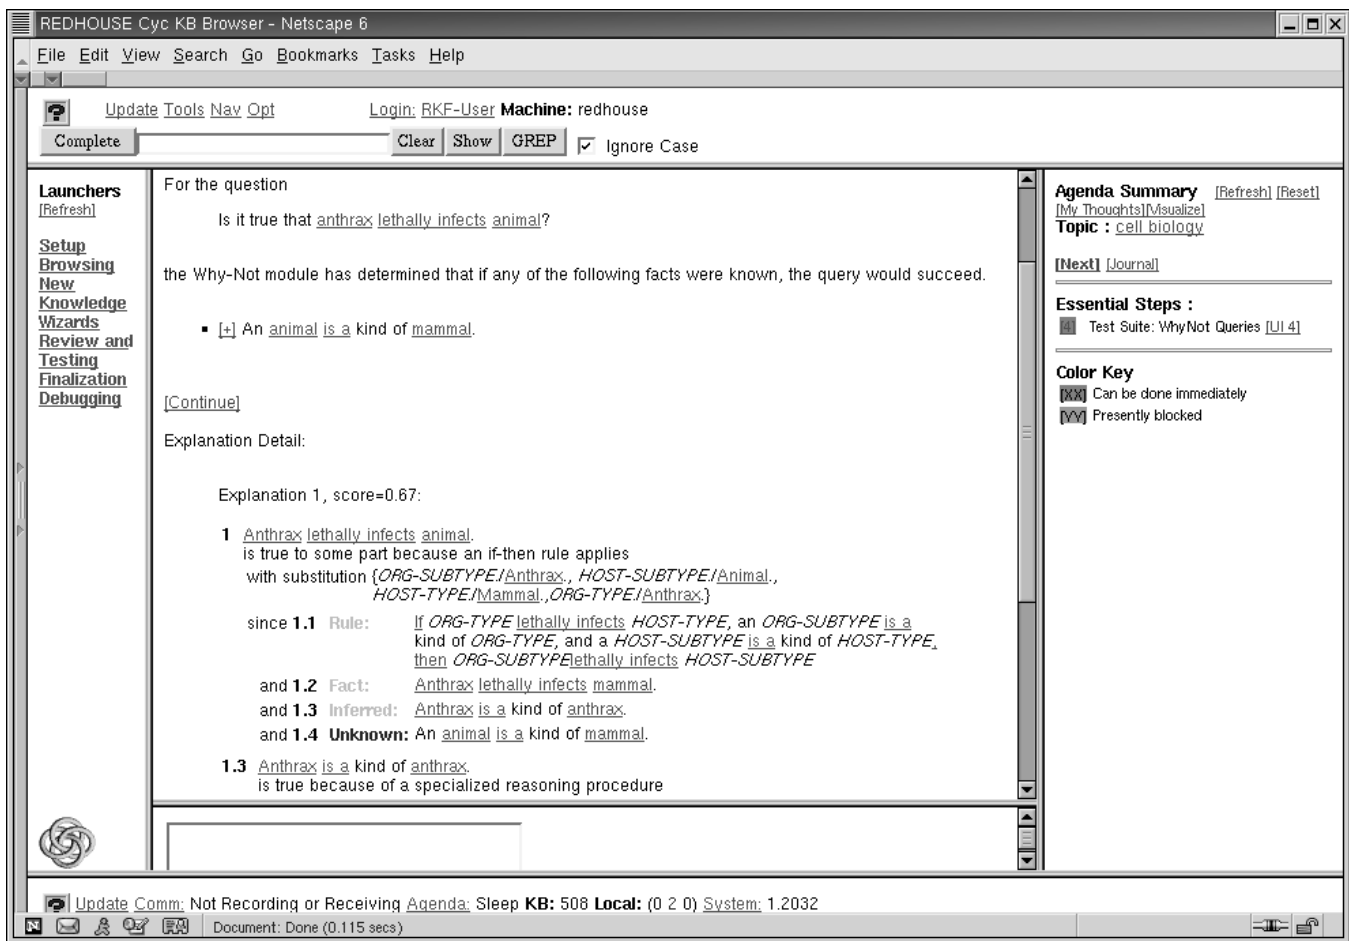 REDHOUSE Cyc KB Browser - Netscape 6
File Edit View Search Go Bookmarks Tasks Help
? Update Tools Nav Opt Login: RKF-User Machine: redhouse
Complete Clear Show GREP Ignore Case
Launchers
[Refresh]
Setup
Browsing
New
Knowledge
Wizards
Review and
Testing
Finalization
Debugging
For the question
Is it true that anthrax lethally infects animal?
the Why-Not module has determined that if any of the following facts were known, the query would succeed.
[+] An animal is a kind of mammal.
[Continue]
Explanation Detail:
Explanation 1, score=0.67:
1 Anthrax lethally infects animal.
is true to some part because an if-then rule applies
with substitution {ORG-SUBTYPE/Anthrax., HOST-SUBTYPE/Animal.,
HOST-TYPE/Mammal.,ORG-TYPE/Anthrax.}
since 1.1 Rule: If ORG-TYPE lethally infects HOST-TYPE, an ORG-SUBTYPE is a
kind of ORG-TYPE, and a HOST-SUBTYPE is a kind of HOST-TYPE,
then ORG-SUBTYPE lethally infects HOST-SUBTYPE
and 1.2 Fact: Anthrax lethally infects mammal.
and 1.3 Inferred: Anthrax is a kind of anthrax.
and 1.4 Unknown: An animal is a kind of mammal.
1.3 Anthrax is a kind of anthrax.
is true because of a specialized reasoning procedure
Agenda Summary [Refresh] [Reset]
[My Thoughts][Visualize]
Topic : cell biology
[Next] [Journal]
Essential Steps :
[4] Test Suite: WhyNot Queries [UI 4]
Color Key
[XX] Can be done immediately
[YY] Presently blocked
? Update Comm: Not Recording or Receiving Agenda: Sleep KB: 508 Local: (0 2 0) System: 1.2032
N Document: Done (0.115 secs)